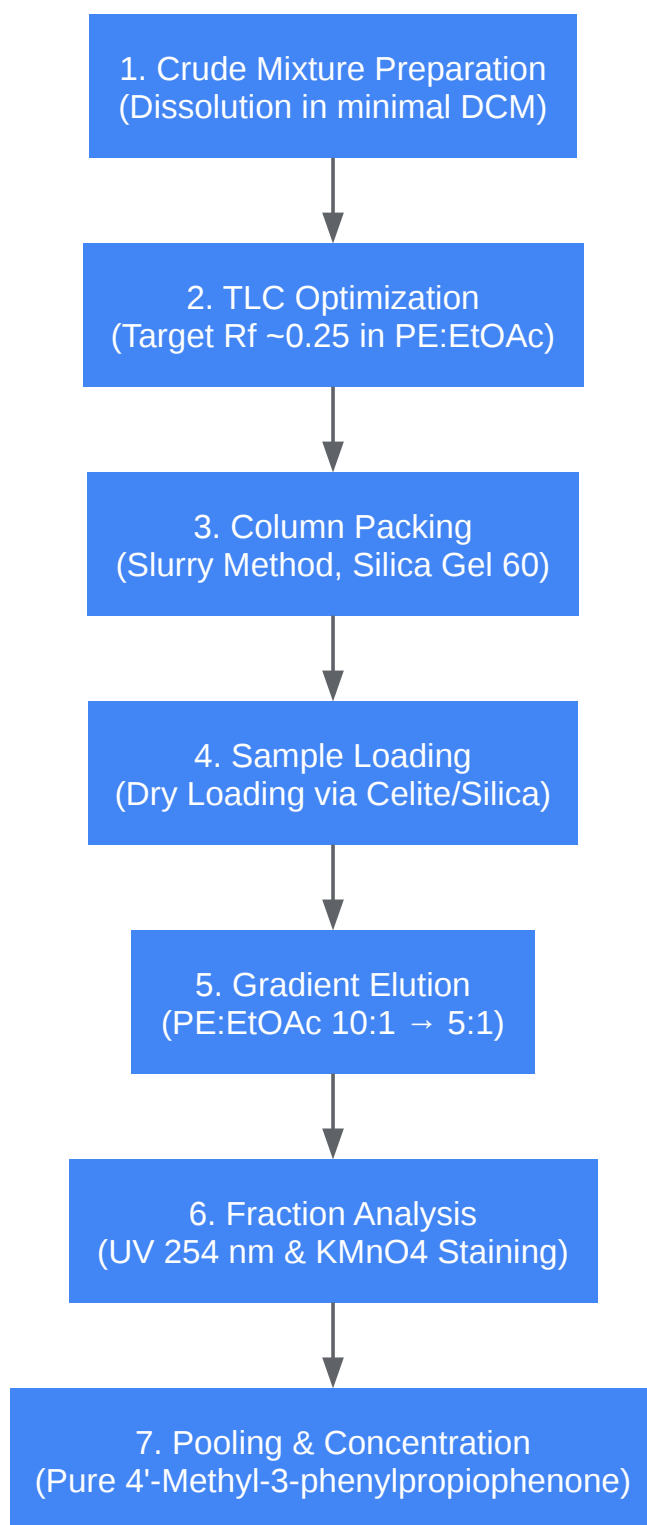 1. Crude Mixture Preparation
(Dissolution in minimal DCM)
2. TLC Optimization
(Target Rf ~0.25 in PE:EtOAc)
3. Column Packing
(Slurry Method, Silica Gel 60)
4. Sample Loading
(Dry Loading via Celite/Silica)
5. Gradient Elution
(PE:EtOAc 10:1 → 5:1)
6. Fraction Analysis
(UV 254 nm & KMnO4 Staining)
7. Pooling & Concentration
(Pure 4'-Methyl-3-phenylpropiophenone)